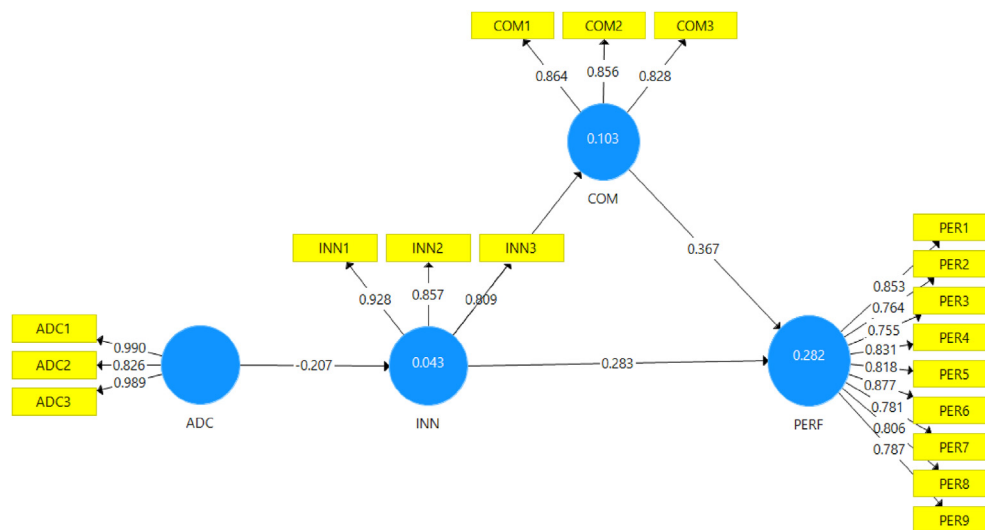 COM1 COM2 COM3
0.864 0.856 0.828
0.103
COM
INN1 INN2 INN3
0.928 0.857 0.809
0.367
ADC1
ADC2
ADC3
0.990
0.826
0.989
ADC
-0.207
0.043
INN
0.283
0.282
PERF
0.853
0.764
0.755
0.831
0.818
0.877
0.781
0.806
0.787
PER1
PER2
PER3
PER4
PER5
PER6
PER7
PER8
PER9